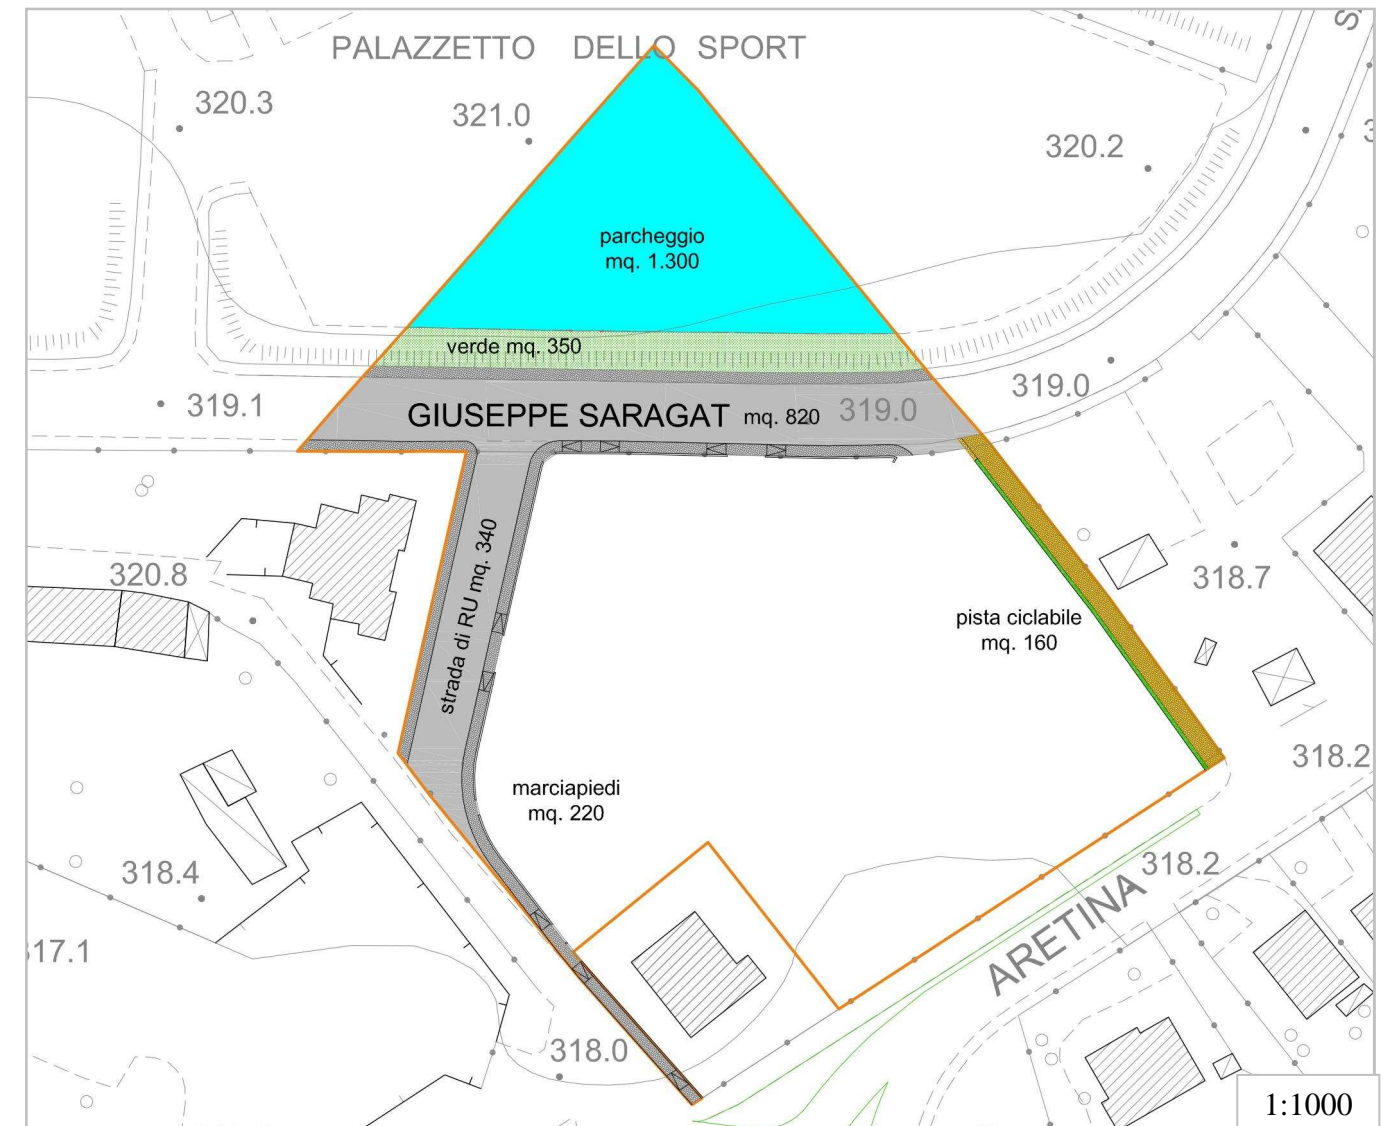 PALAZZETTO DELLO SPORT
320.3
321.0
320.2
parcheggio
mq. 1.300
verde mq. 350
319.1
GIUSEPPE SARAGAT mq. 820
319.0
319.0
strada di RU mq. 340
320.8
318.7
pista ciclabile
mq. 160
318.2
marciapiedi
mq. 220
318.4
318.2
ARETINA
317.1
318.0
1:1000